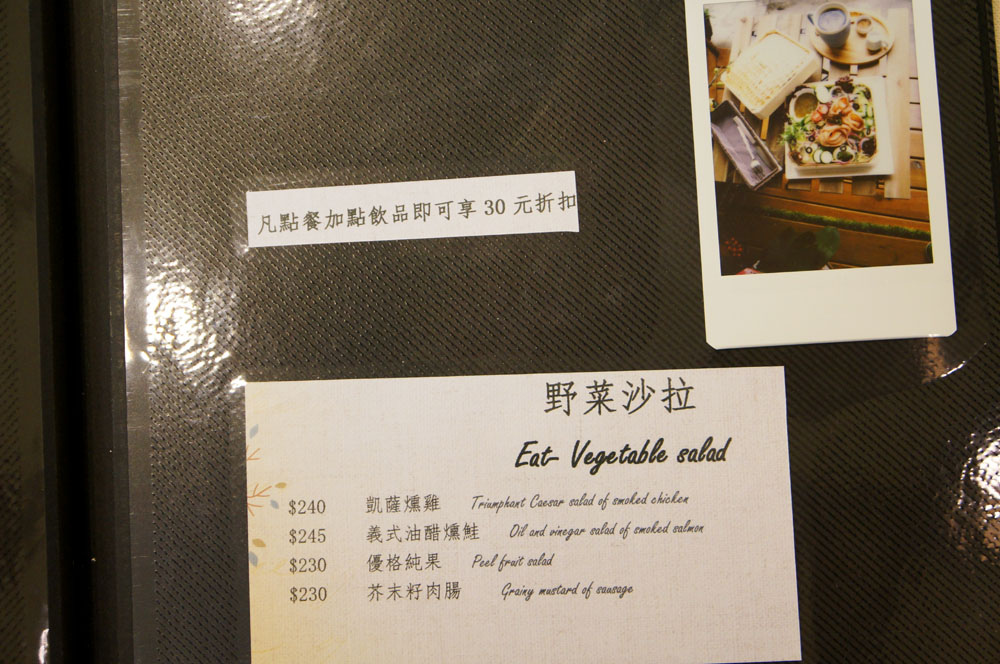 凡點餐加點飲品即可享 30 元折扣
野菜沙拉
Eat- Vegetable salad
$240 凱薩燻雞 Triumphant Caesar salad of smoked chicken
$245 義式油醋燻鮭 Oil and vinegar salad of smoked salmon
$230 優格純果 Peel fruit salad
$230 芥末籽肉腸 Grainy mustard of sausage